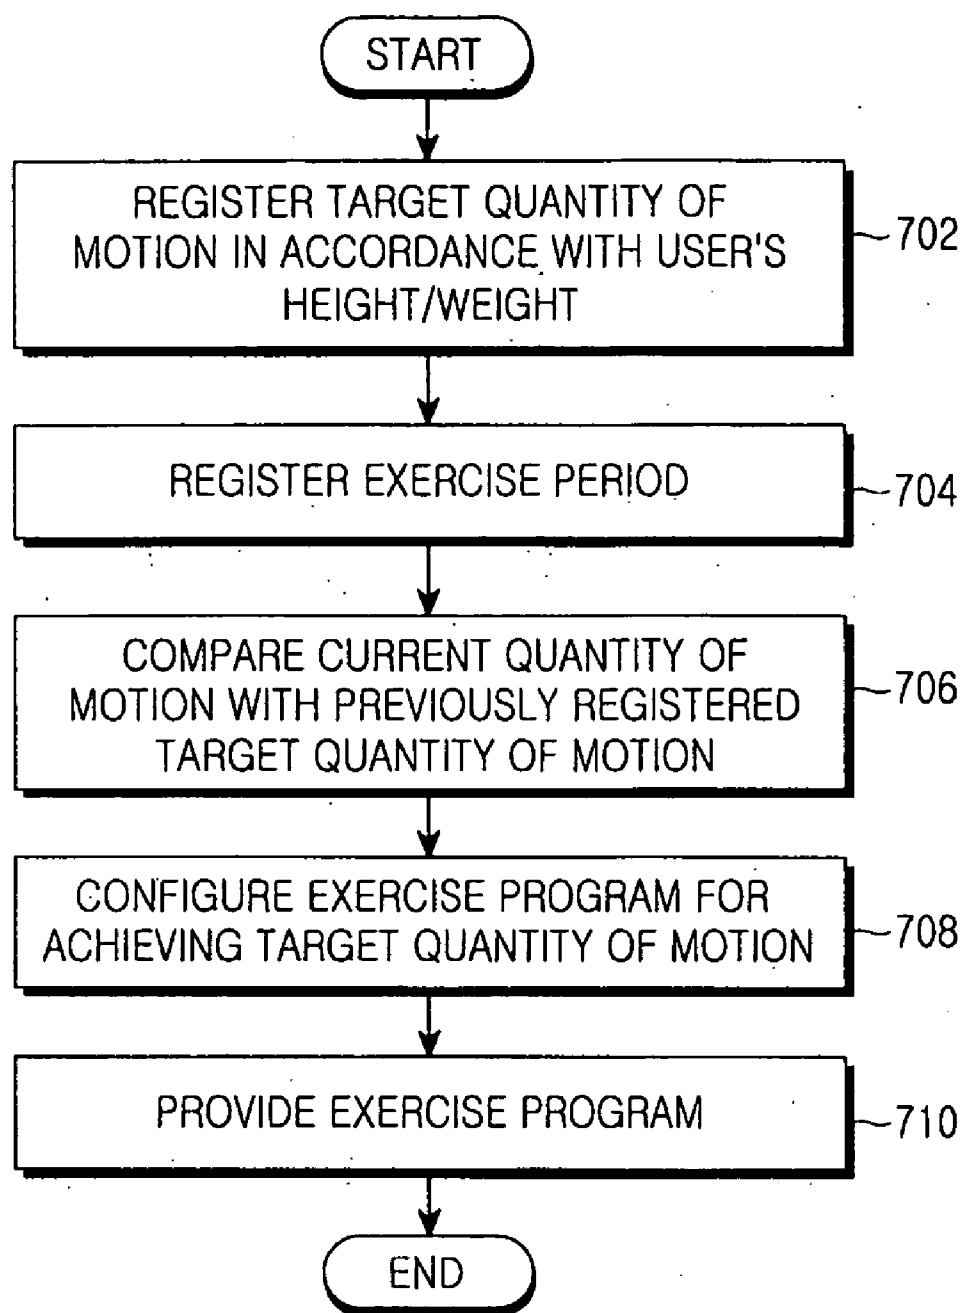 START
REGISTER TARGET QUANTITY OF
MOTION IN ACCORDANCE WITH USER'S
HEIGHT/WEIGHT
702
REGISTER EXERCISE PERIOD
704
COMPARE CURRENT QUANTITY OF
MOTION WITH PREVIOUSLY REGISTERED
TARGET QUANTITY OF MOTION
706
CONFIGURE EXERCISE PROGRAM FOR
ACHIEVING TARGET QUANTITY OF MOTION
708
PROVIDE EXERCISE PROGRAM
710
END